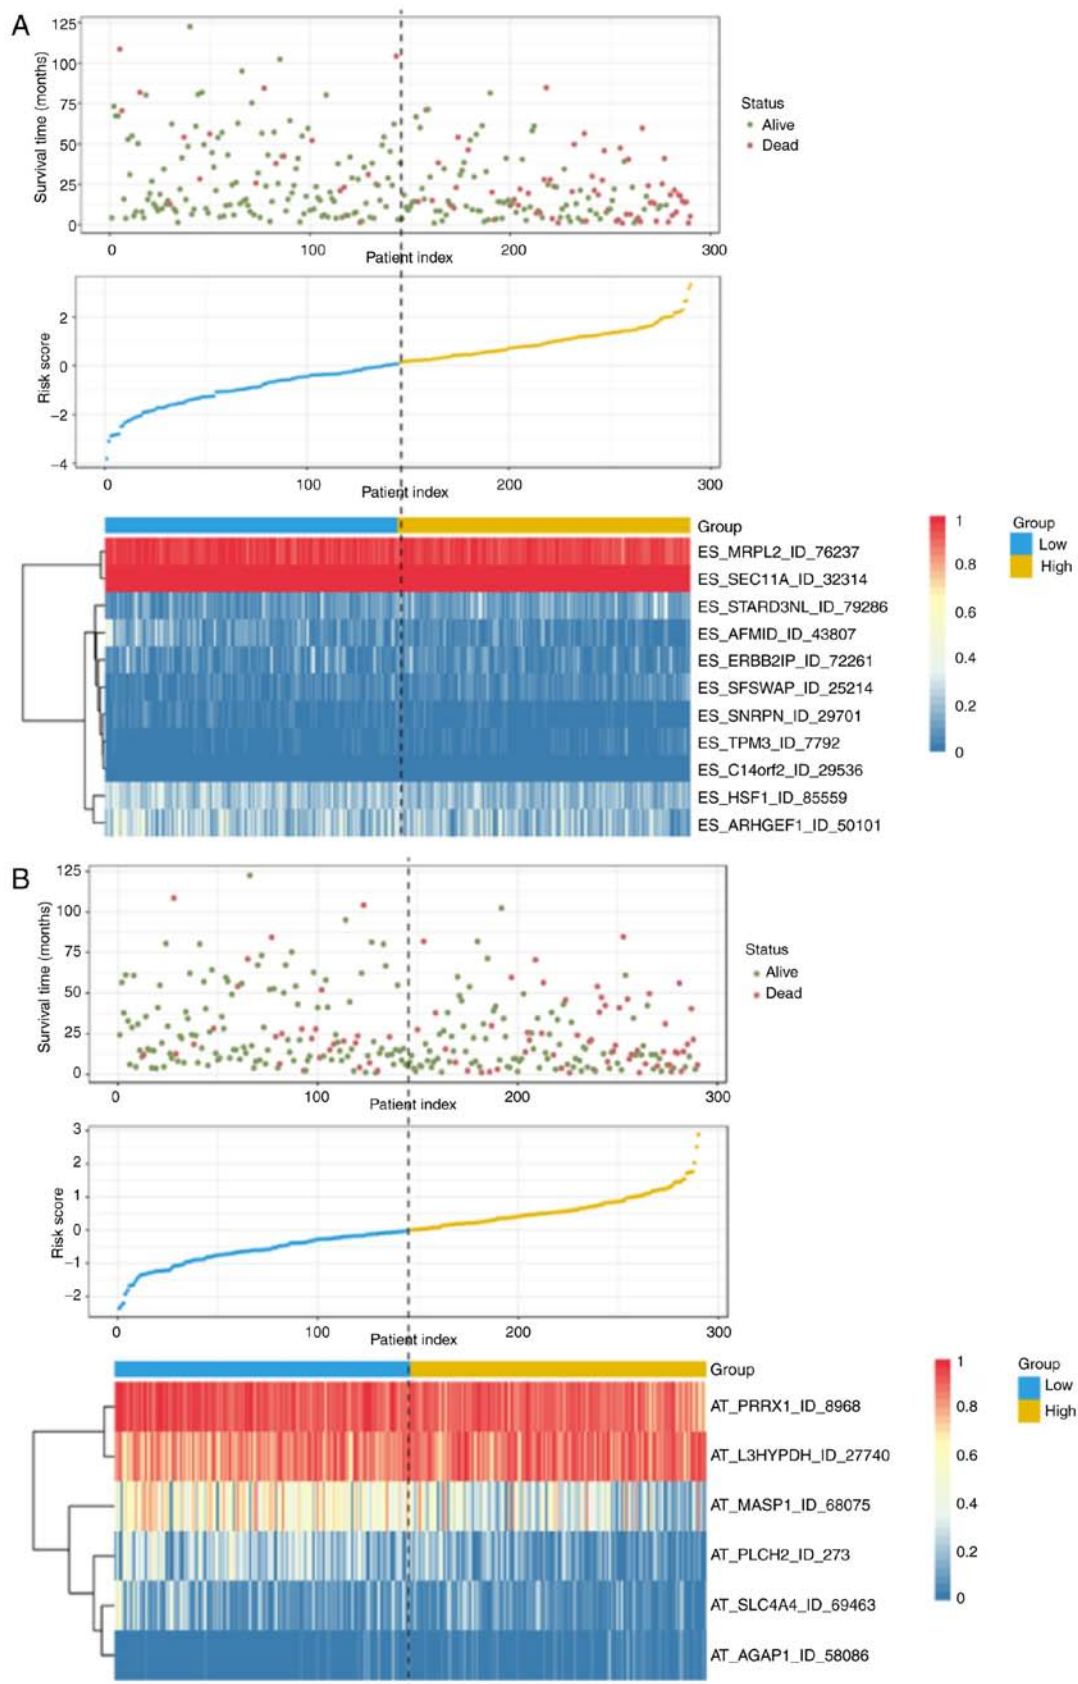 A
125
100
75
50
25
0
Survival time (months)
0 100 200 300
Patient index
Status
Alive
Dead
2
0
−2
−4
Risk score
0 100 200 300
Patient index
Group
ES_MRPL2_ID_76237
ES_SEC11A_ID_32314
ES_STARD3NL_ID_79286
ES_AFMID_ID_43807
ES_ERBB2IP_ID_72261
ES_SFSWAP_ID_25214
ES_SNRPN_ID_29701
ES_TPM3_ID_7792
ES_C14orf2_ID_29536
ES_HSF1_ID_85559
ES_ARHGEF1_ID_50101
1
0.8
0.6
0.4
0.2
0
Group
Low
High
B
125
100
75
50
25
0
Survival time (months)
0 100 200 300
Patient index
Status
Alive
Dead
3
2
1
0
−1
−2
Risk score
0 100 200 300
Patient index
Group
AT_PRRX1_ID_8968
AT_L3HYPDH_ID_27740
AT_MASP1_ID_68075
AT_PLCH2_ID_273
AT_SLC4A4_ID_69463
AT_AGAP1_ID_58086
1
0.8
0.6
0.4
0.2
0
Group
Low
High